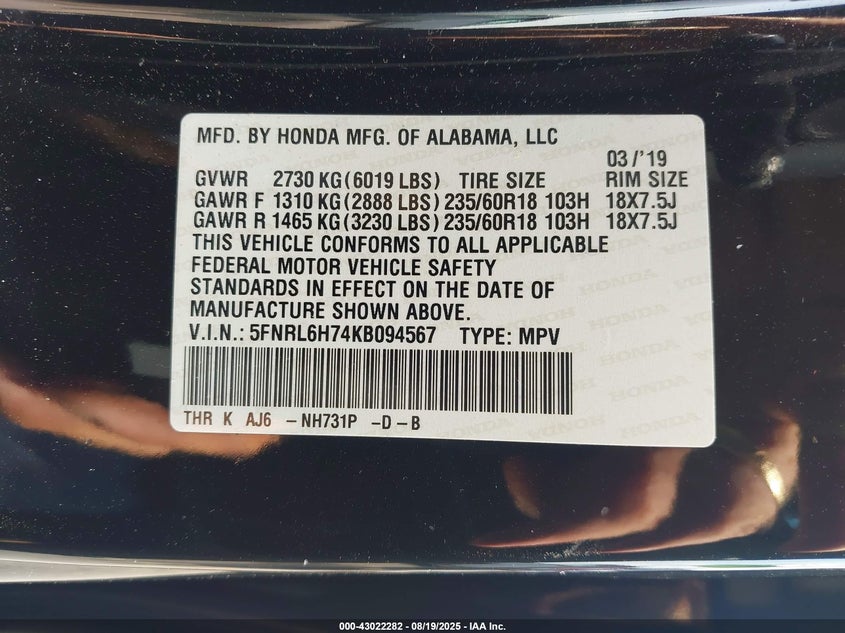 MFD. BY HONDA MFG. OF ALABAMA, LLC
03/'19
GVWR 2730 KG(6019 LBS) TIRE SIZE RIM SIZE
GAWR F 1310 KG(2888 LBS)235/60R18 103H 18X7.5J
GAWR R 1465 KG(3230 LBS)235/60R18 103H 18X7.5J
THIS VEHICLE CONFORMS TO ALL APPLICABLE
FEDERAL MOTOR VEHICLE SAFETY
STANDARDS IN EFFECT ON THE DATE OF
MANUFACTURE SHOWN ABOVE.
V.I.N.: 5FNRL6H74KB094567 TYPE: MPV
THR K AJ6 -NH731P -D-B
000-43022282 - 08/19/2025 - IAA Inc.